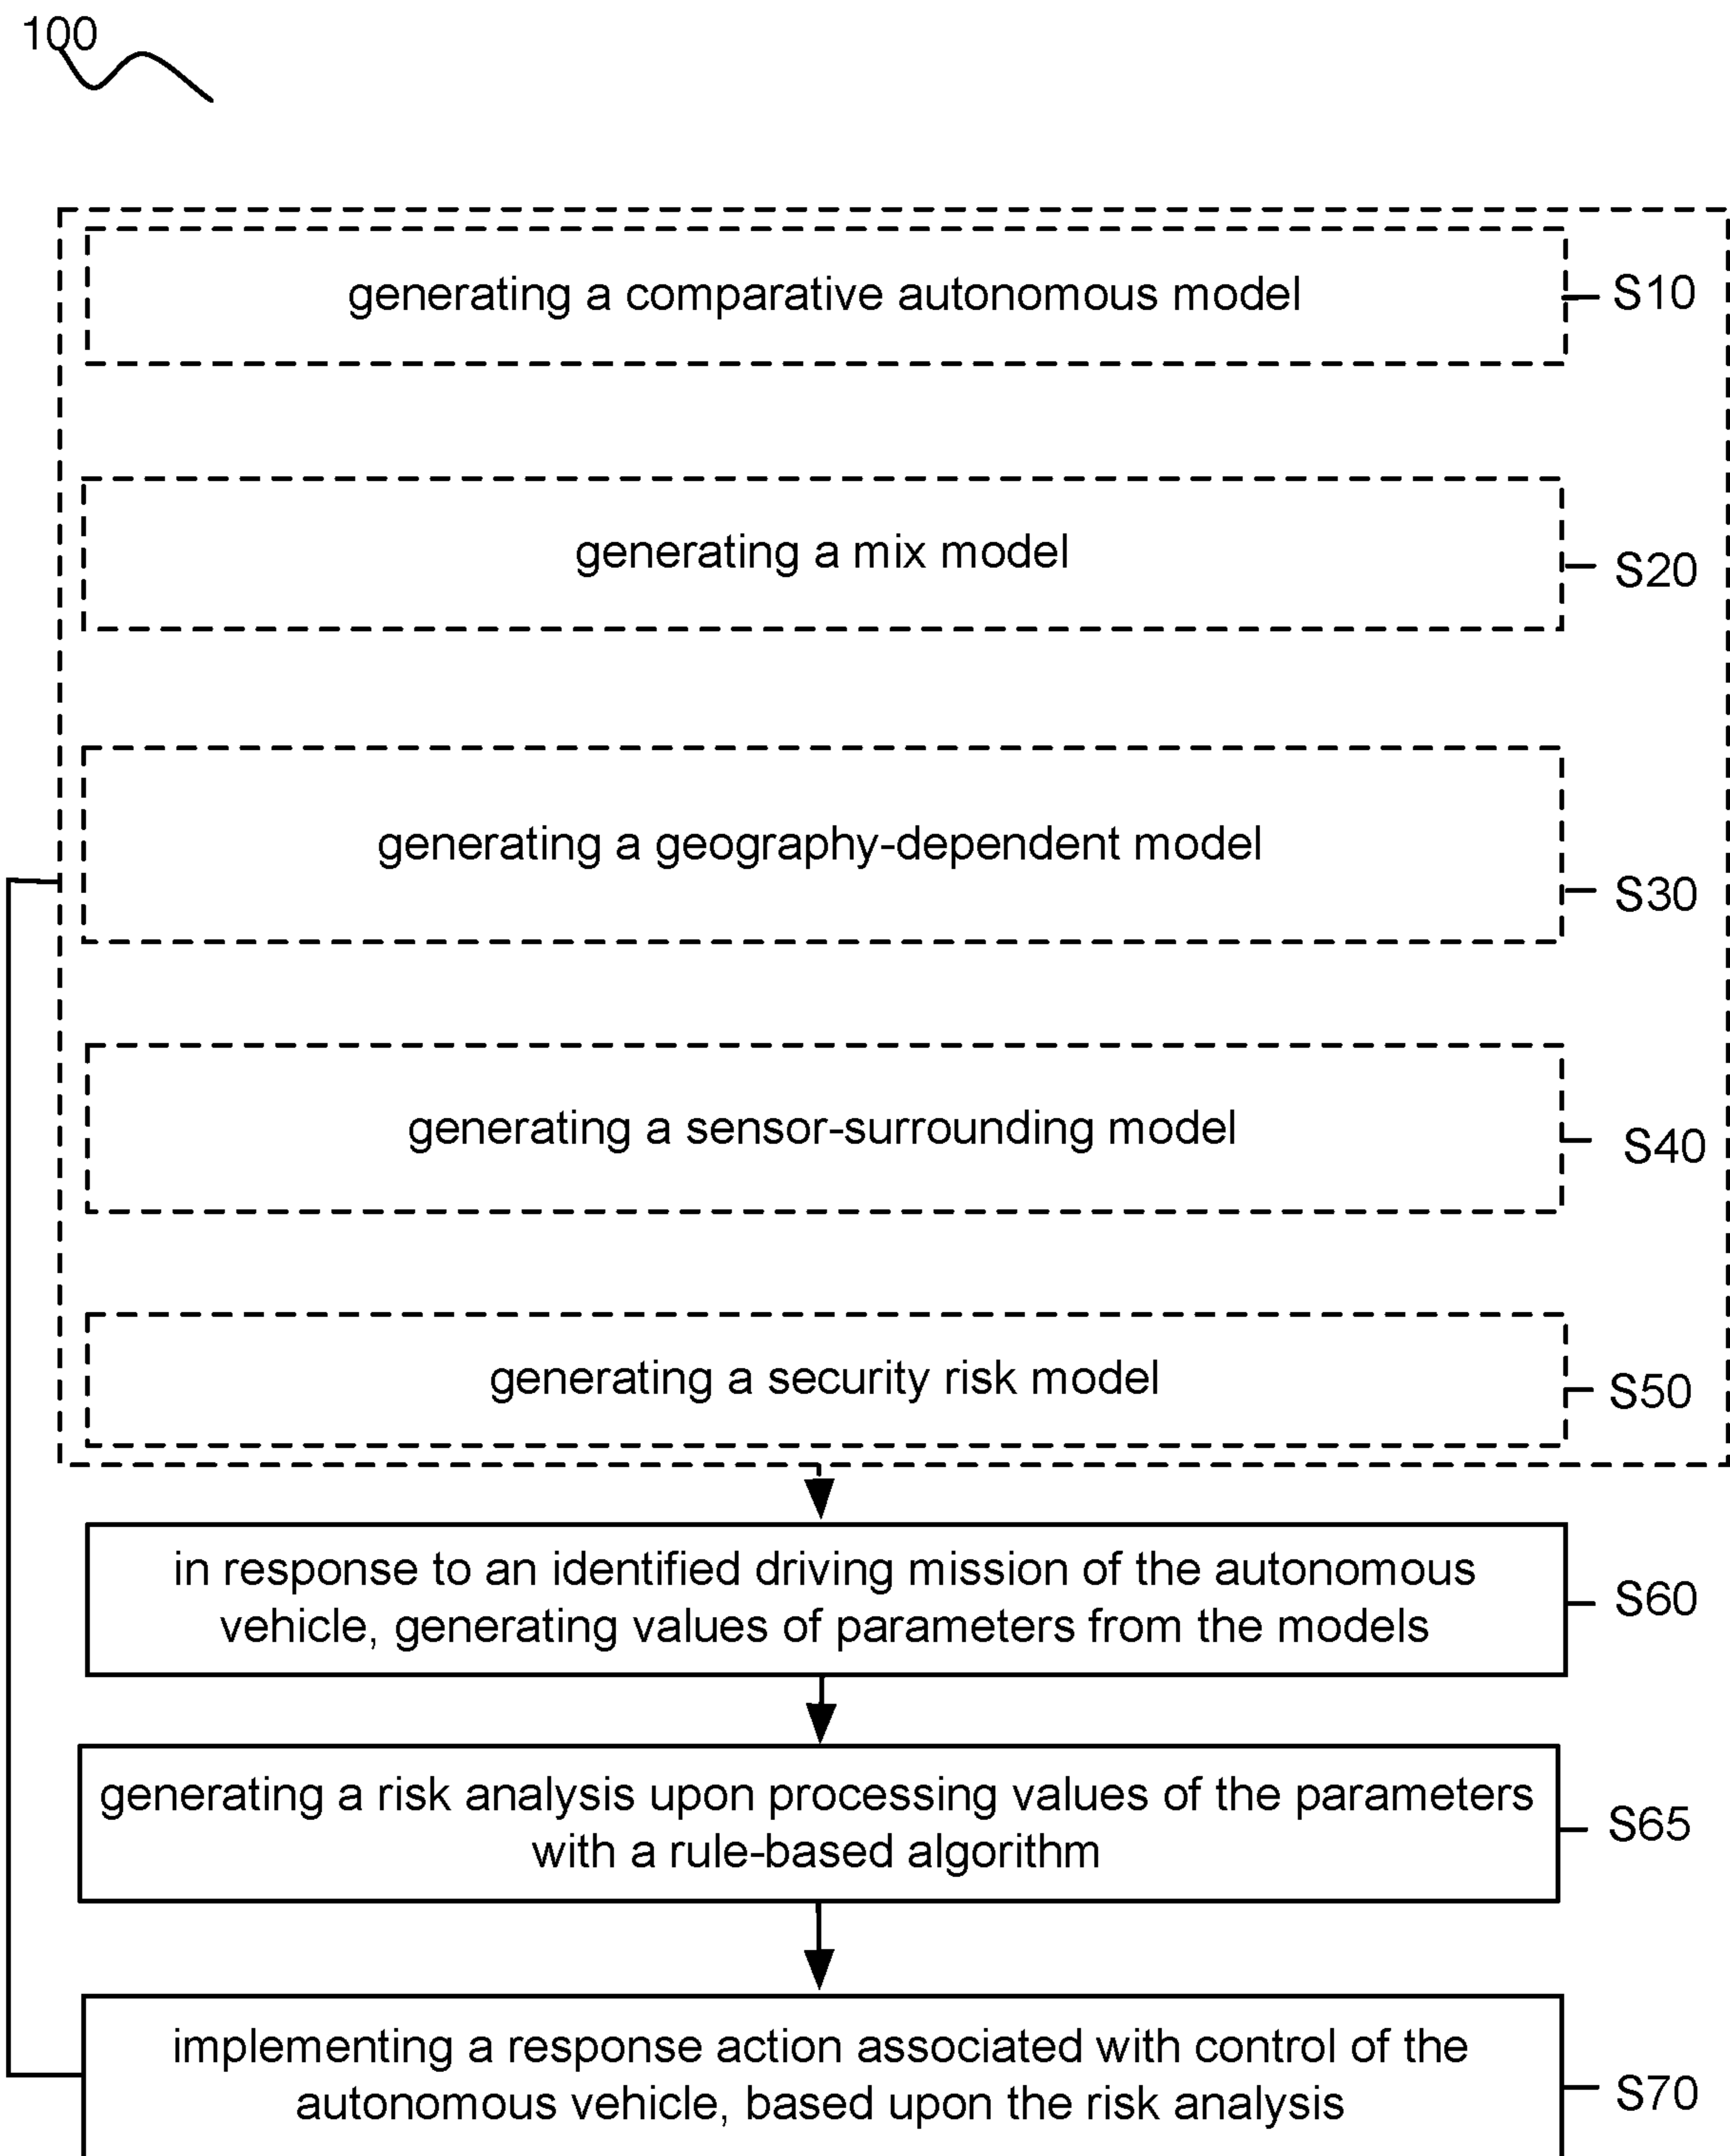 100
generating a comparative autonomous model
S10
generating a mix model
S20
generating a geography-dependent model
S30
generating a sensor-surrounding model
S40
generating a security risk model
S50
in response to an identified driving mission of the autonomous
vehicle, generating values of parameters from the models
S60
generating a risk analysis upon processing values of the parameters
with a rule-based algorithm
S65
implementing a response action associated with control of the
autonomous vehicle, based upon the risk analysis
S70